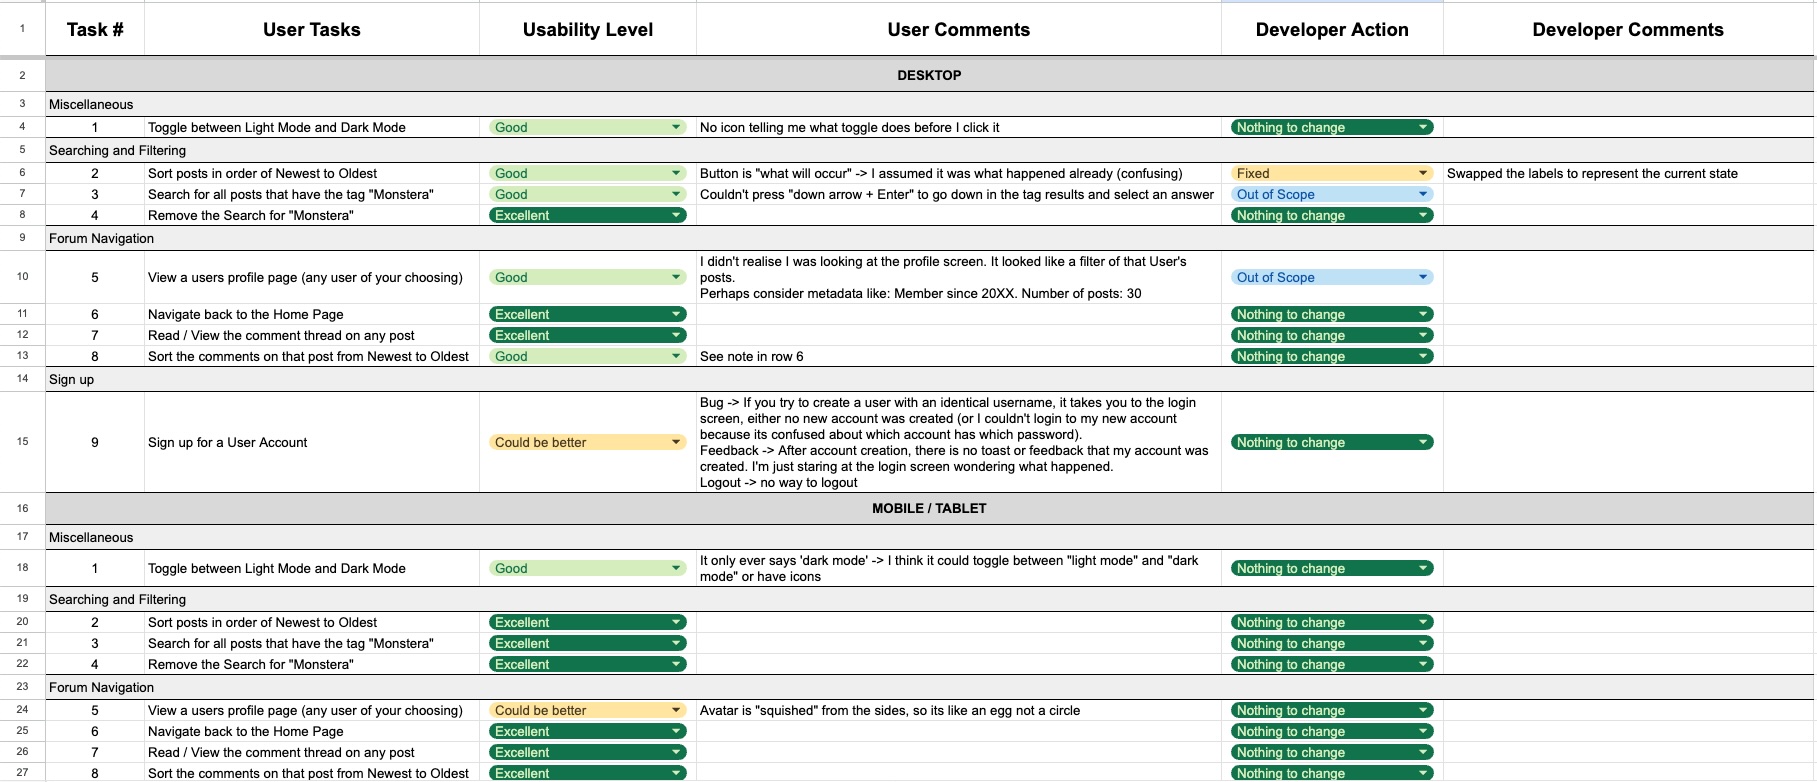 1 Task # User Tasks Usability Level User Comments Developer Action Developer Comments
2 DESKTOP
3 Miscellaneous
4 1 Toggle between Light Mode and Dark Mode Good No icon telling me what toggle does before I click it Nothing to change
5 Searching and Filtering
6 2 Sort posts in order of Newest to Oldest Good Button is "what will occur" -> I assumed it was what happened already (confusing) Fixed Swapped the labels to represent the current state
7 3 Search for all posts that have the tag "Monstera" Good Couldn't press "down arrow + Enter" to go down in the tag results and select an answer Out of Scope
8 4 Remove the Search for "Monstera" Excellent Nothing to change
9 Forum Navigation
10 5 View a users profile page (any user of your choosing) Good I didn't realise I was looking at the profile screen. It looked like a filter of that User's
posts.
Perhaps consider metadata like: Member since 20XX. Number of posts: 30
Out of Scope
11 6 Navigate back to the Home Page Excellent Nothing to change
12 7 Read / View the comment thread on any post Excellent Nothing to change
13 8 Sort the comments on that post from Newest to Oldest Good See note in row 6 Nothing to change
14 Sign up
15 9 Sign up for a User Account Could be better Bug -> If you try to create a user with an identical username, it takes you to the login
screen, either no new account was created (or I couldn't login to my new account
because its confused about which account has which password).
Feedback -> After account creation, there is no toast or feedback that my account was
created. I'm just staring at the login screen wondering what happened.
Logout -> no way to logout
Nothing to change
16 MOBILE / TABLET
17 Miscellaneous
18 1 Toggle between Light Mode and Dark Mode Good It only ever says 'dark mode' -> I think it could toggle between "light mode" and "dark
mode" or have icons
Nothing to change
19 Searching and Filtering
20 2 Sort posts in order of Newest to Oldest Excellent Nothing to change
21 3 Search for all posts that have the tag "Monstera" Excellent Nothing to change
22 4 Remove the Search for "Monstera" Excellent Nothing to change
23 Forum Navigation
24 5 View a users profile page (any user of your choosing) Could be better Avatar is "squished" from the sides, so its like an egg not a circle Nothing to change
25 6 Navigate back to the Home Page Excellent Nothing to change
26 7 Read / View the comment thread on any post Excellent Nothing to change
27 8 Sort the comments on that post from Newest to Oldest Excellent Nothing to change